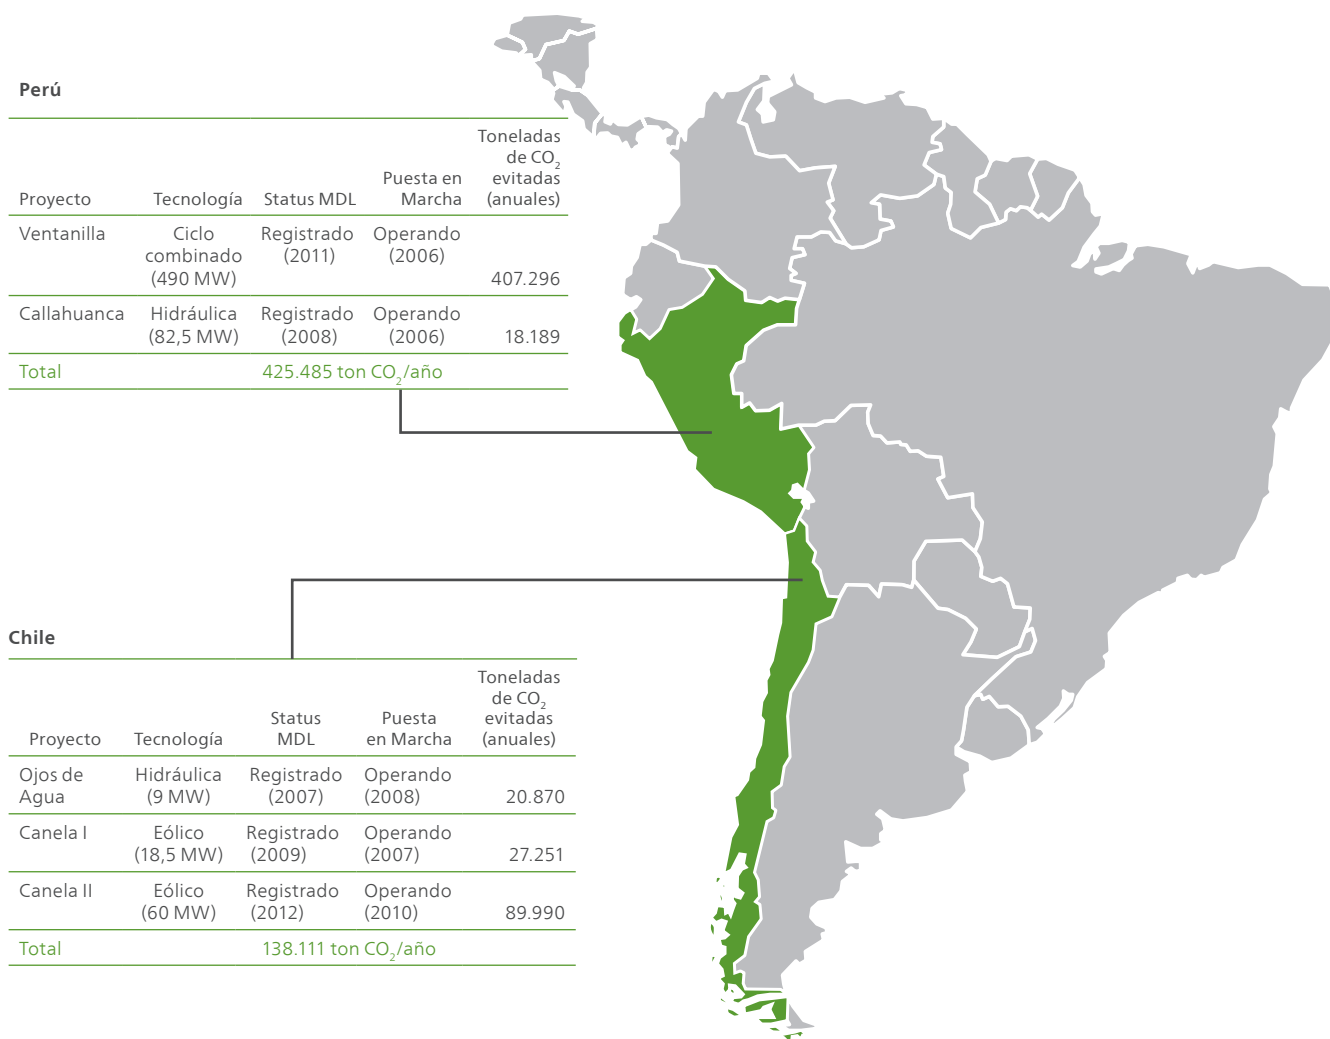 Perú
Toneladas
de CO₂
evitadas
(anuales)
Puesta en
Marcha
Proyecto Tecnología Status MDL
Ventanilla Ciclo Registrado Operando
combinado (2011) (2006)
(490 MW) 407.296
Callahuanca Hidráulica Registrado Operando
(82,5 MW) (2008) (2006) 18.189
Total 425.485 ton CO₂/año
Chile
Toneladas
de CO₂
evitadas
(anuales)
Status
MDL
Puesta
en Marcha
Proyecto Tecnología
Ojos de Hidráulica Registrado Operando
Agua (9 MW) (2007) (2008) 20.870
Canela I Eólico Registrado Operando
(18,5 MW) (2009) (2007) 27.251
Canela II Eólico Registrado Operando
(60 MW) (2012) (2010) 89.990
Total 138.111 ton CO₂/año